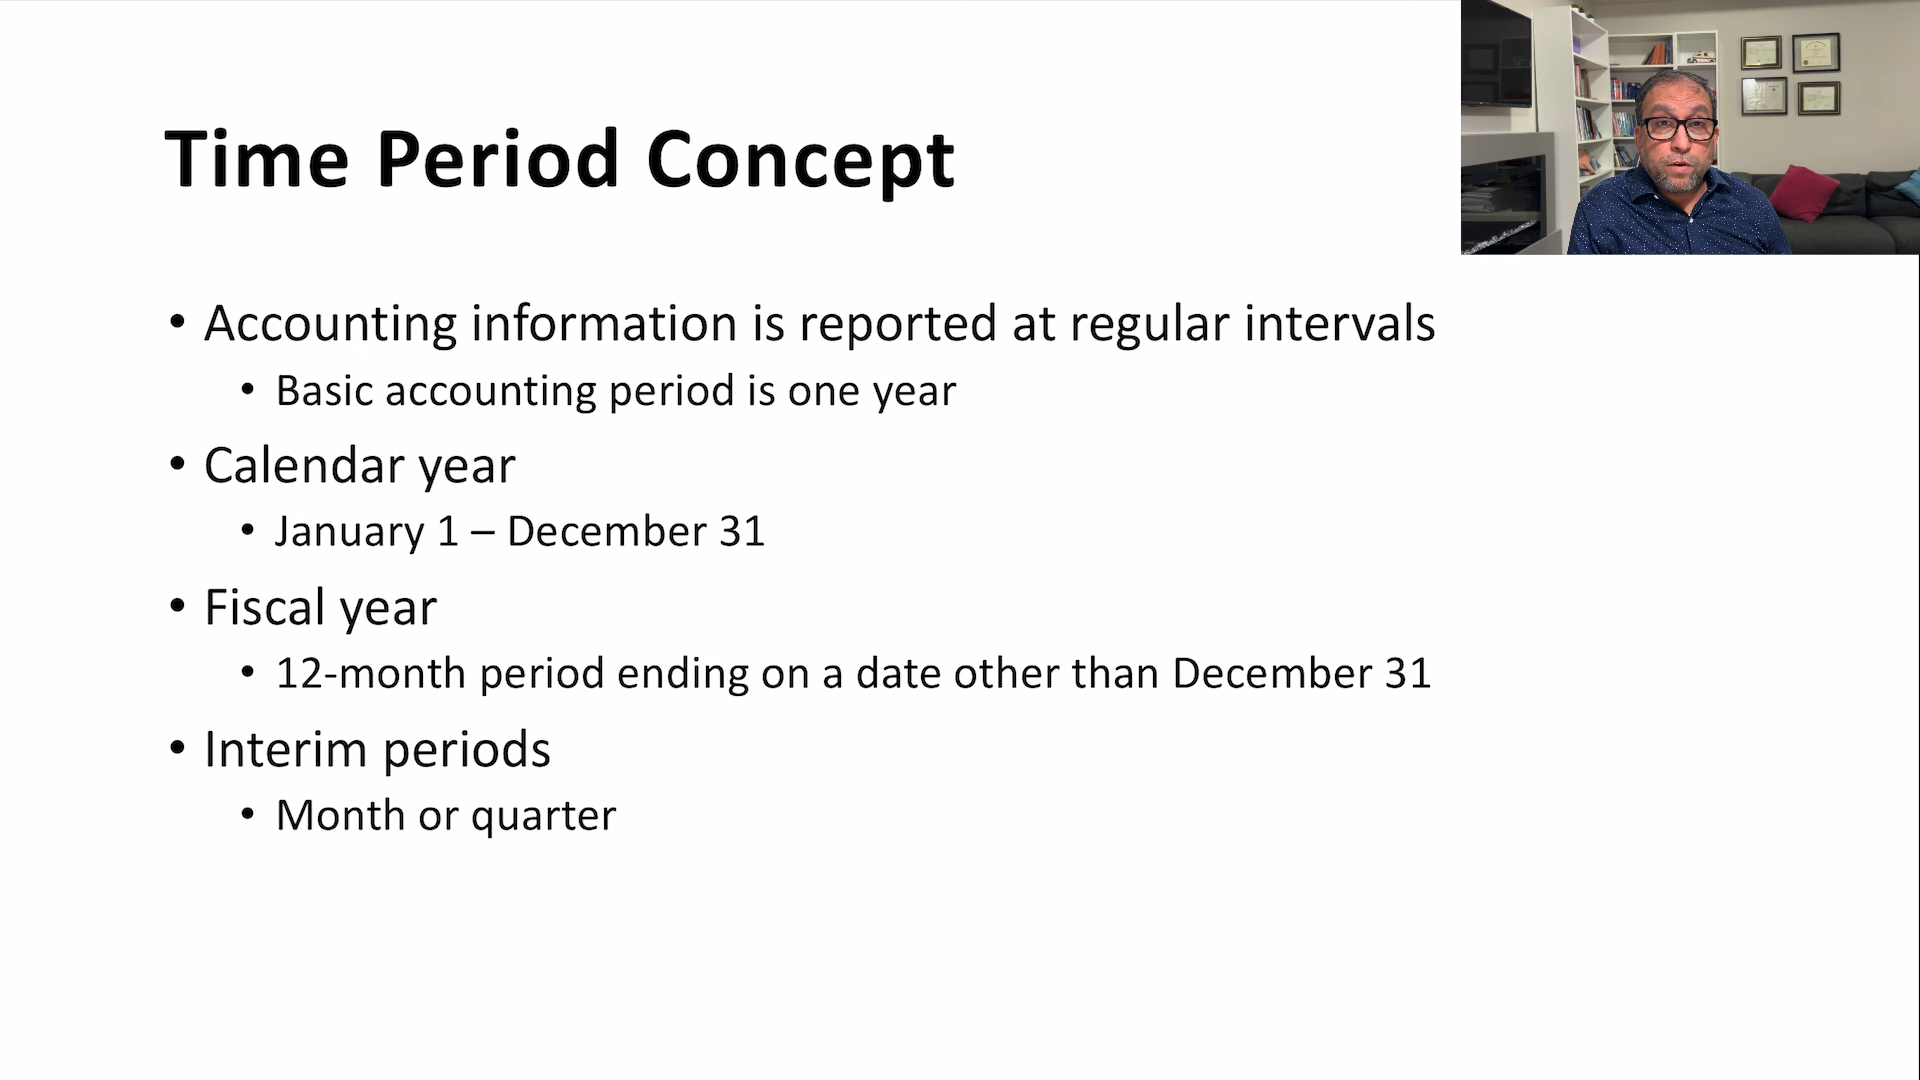 Time Period Concept
• Accounting information is reported at regular intervals
• Basic accounting period is one year
• Calendar year
• January 1 – December 31
• Fiscal year
• 12-month period ending on a date other than December 31
• Interim periods
• Month or quarter